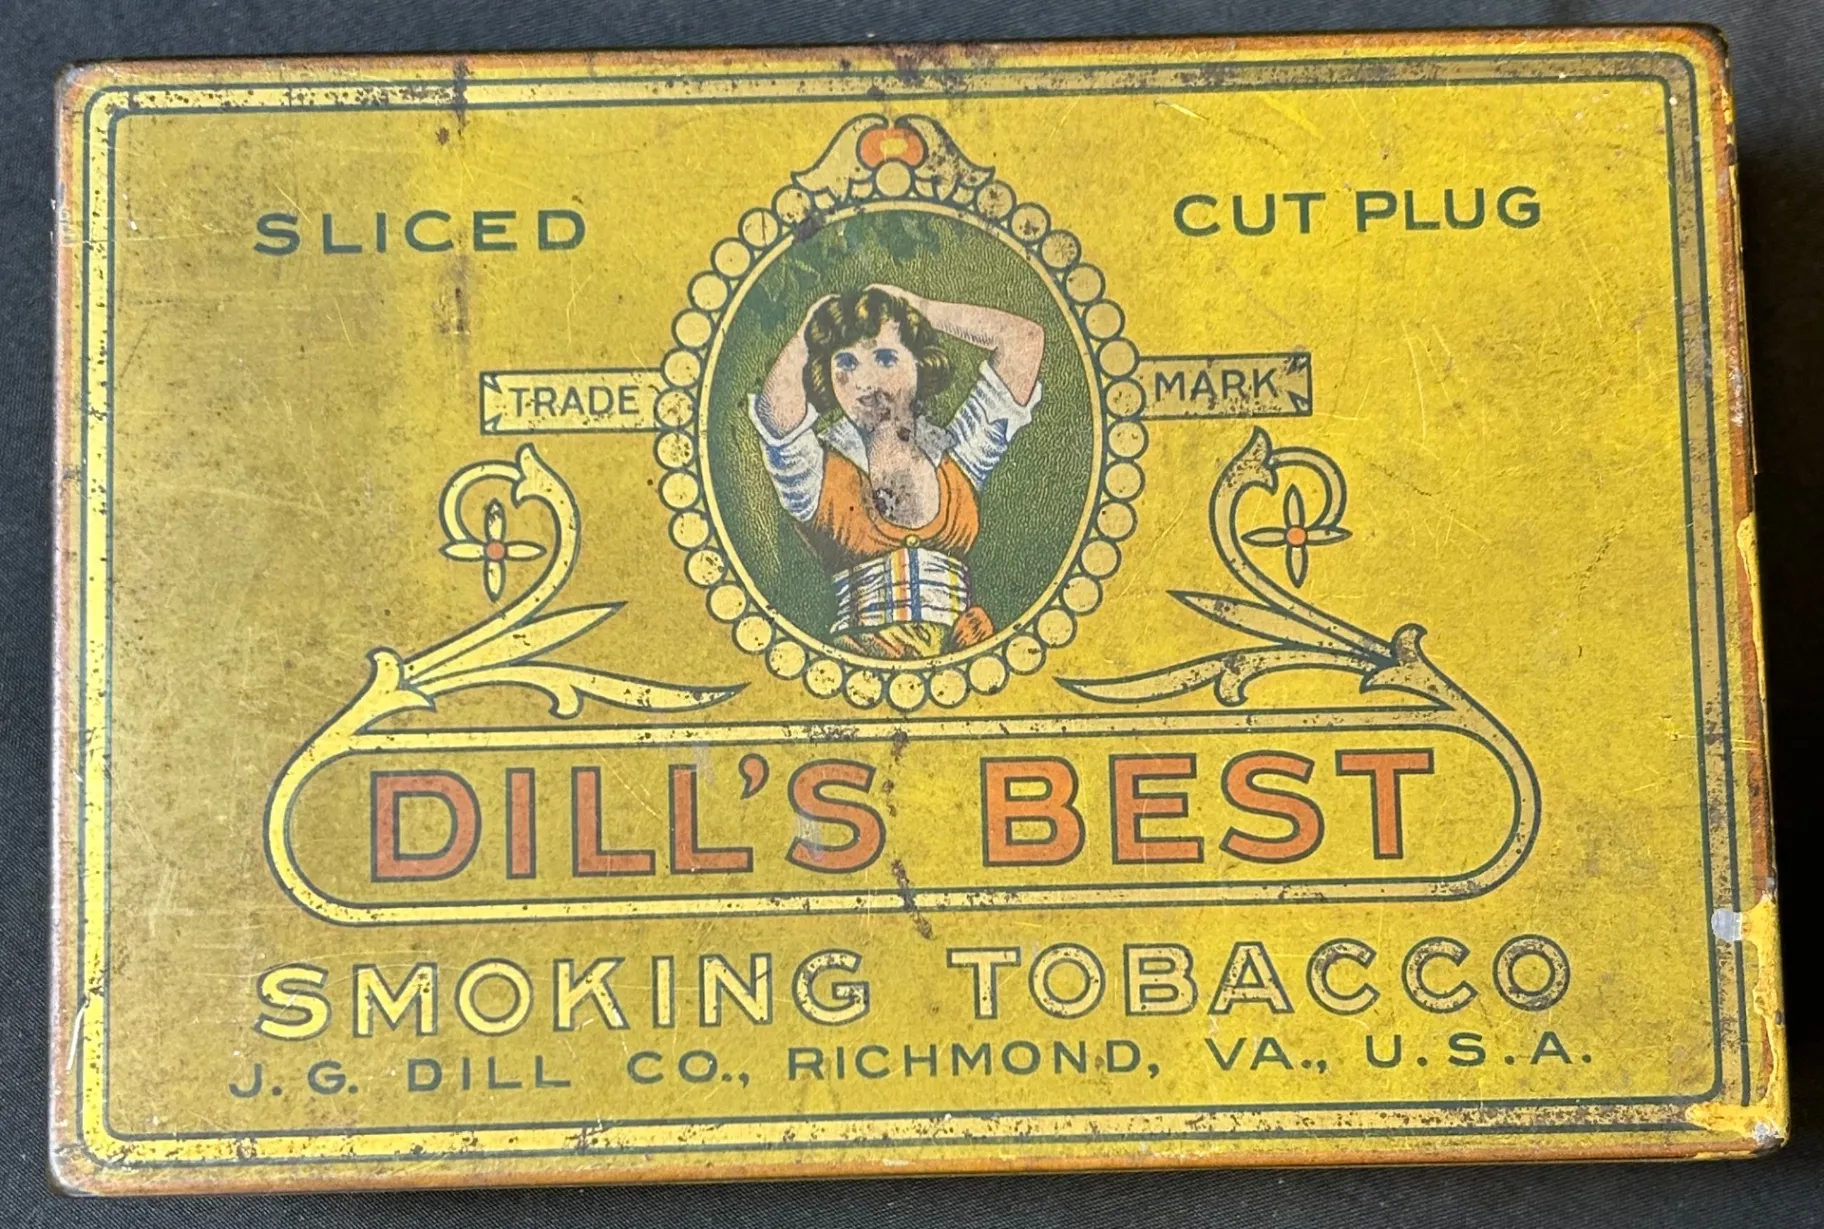 SLICED CUT PLUG
TRADE MARK
DILL'S BEST
SMOKING TOBACCO
J. G. DILL CO., RICHMOND, VA., U.S.A.